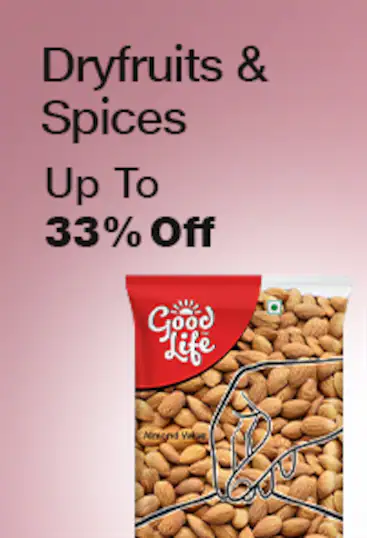 Dryfruits &
Spices
Up To
33% Off
Good
Life
Almond Value